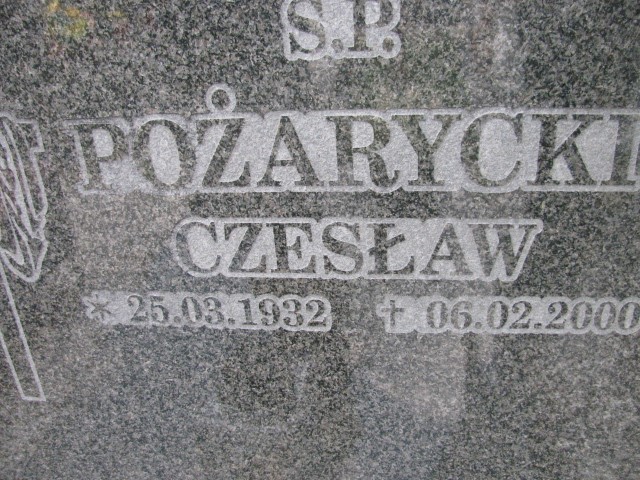 Ś.P.
POŻARYCKI
CZESŁAW
* 25.03.1932 † 06.02.2000